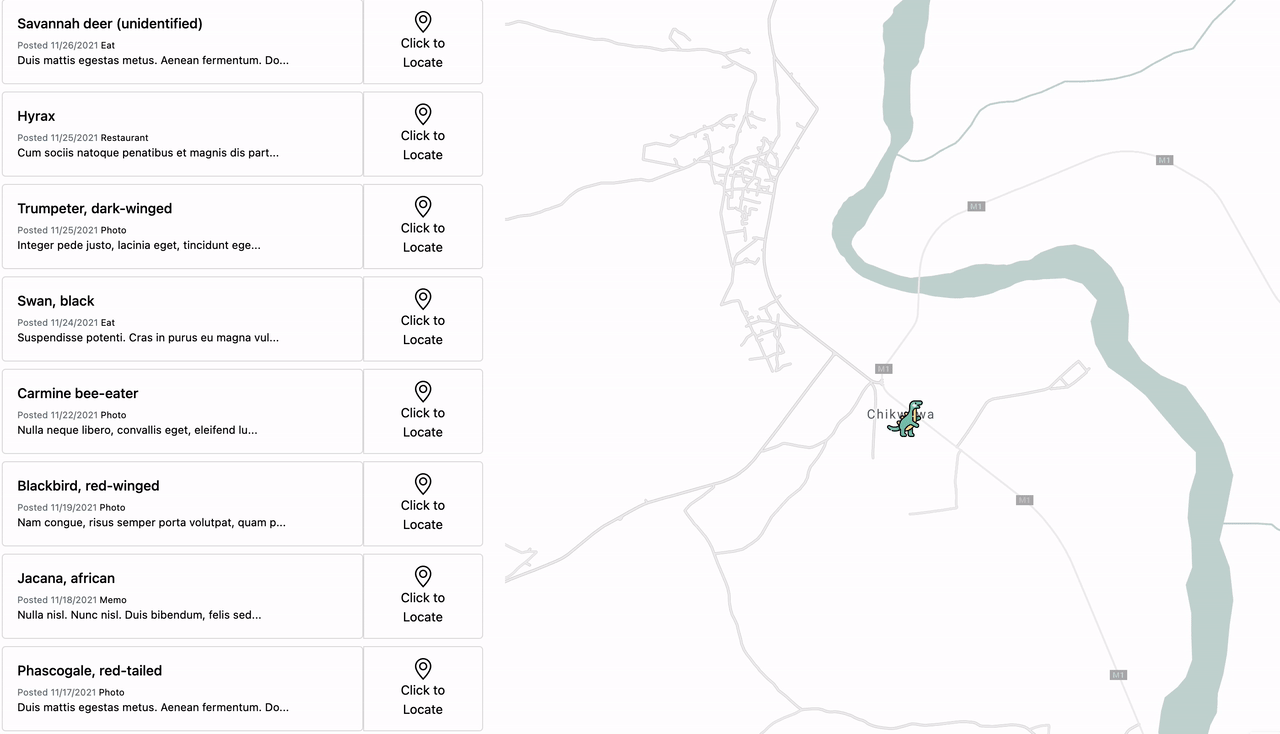 Savannah deer (unidentified)
Posted 11/26/2021 Eat
Duis mattis egestas metus. Aenean fermentum. Do...
Click to
Locate
Hyrax
Posted 11/25/2021 Restaurant
Cum sociis natoque penatibus et magnis dis part...
Click to
Locate
Trumpeter, dark-winged
Posted 11/25/2021 Photo
Integer pede justo, lacinia eget, tincidunt ege...
Click to
Locate
Swan, black
Posted 11/24/2021 Eat
Suspendisse potenti. Cras in purus eu magna vul...
Click to
Locate
Carmine bee-eater
Posted 11/22/2021 Photo
Nulla neque libero, convallis eget, eleifend lu...
Click to
Locate
Blackbird, red-winged
Posted 11/19/2021 Photo
Nam congue, risus semper porta volutpat, quam p...
Click to
Locate
Jacana, african
Posted 11/18/2021 Memo
Nulla nisl. Nunc nisl. Duis bibendum, felis sed...
Click to
Locate
Phascogale, red-tailed
Posted 11/17/2021 Photo
Duis mattis egestas metus. Aenean fermentum. Do...
Click to
Locate
M1
M1
M1
M1
M1